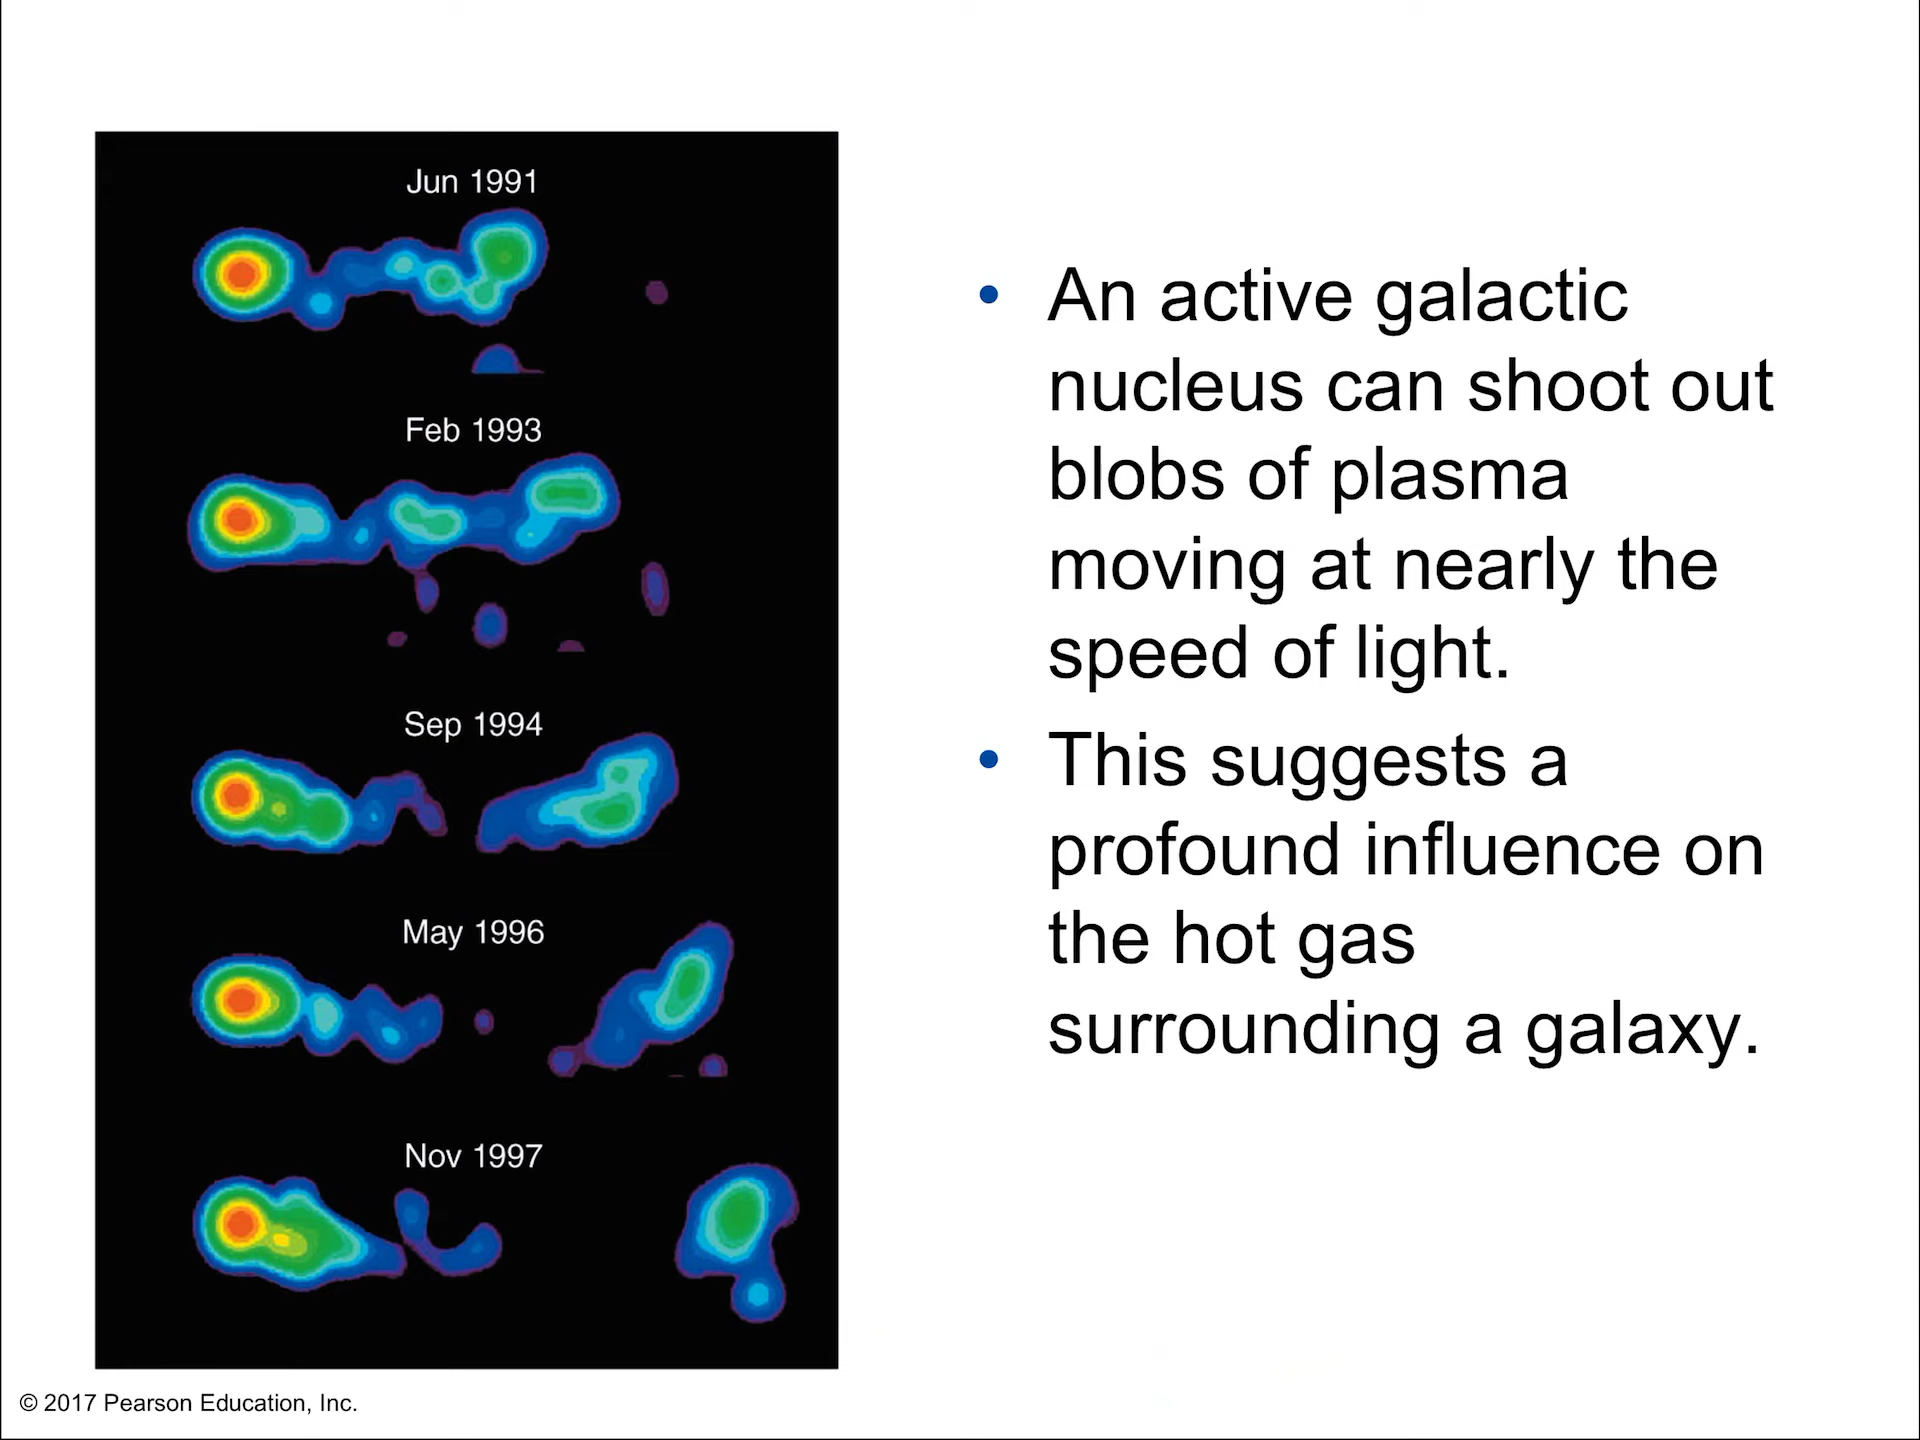 Jun 1991
Feb 1993
Sep 1994
May 1996
Nov 1997
• An active galactic
nucleus can shoot out
blobs of plasma
moving at nearly the
speed of light.
• This suggests a
profound influence on
the hot gas
surrounding a galaxy.
© 2017 Pearson Education, Inc.